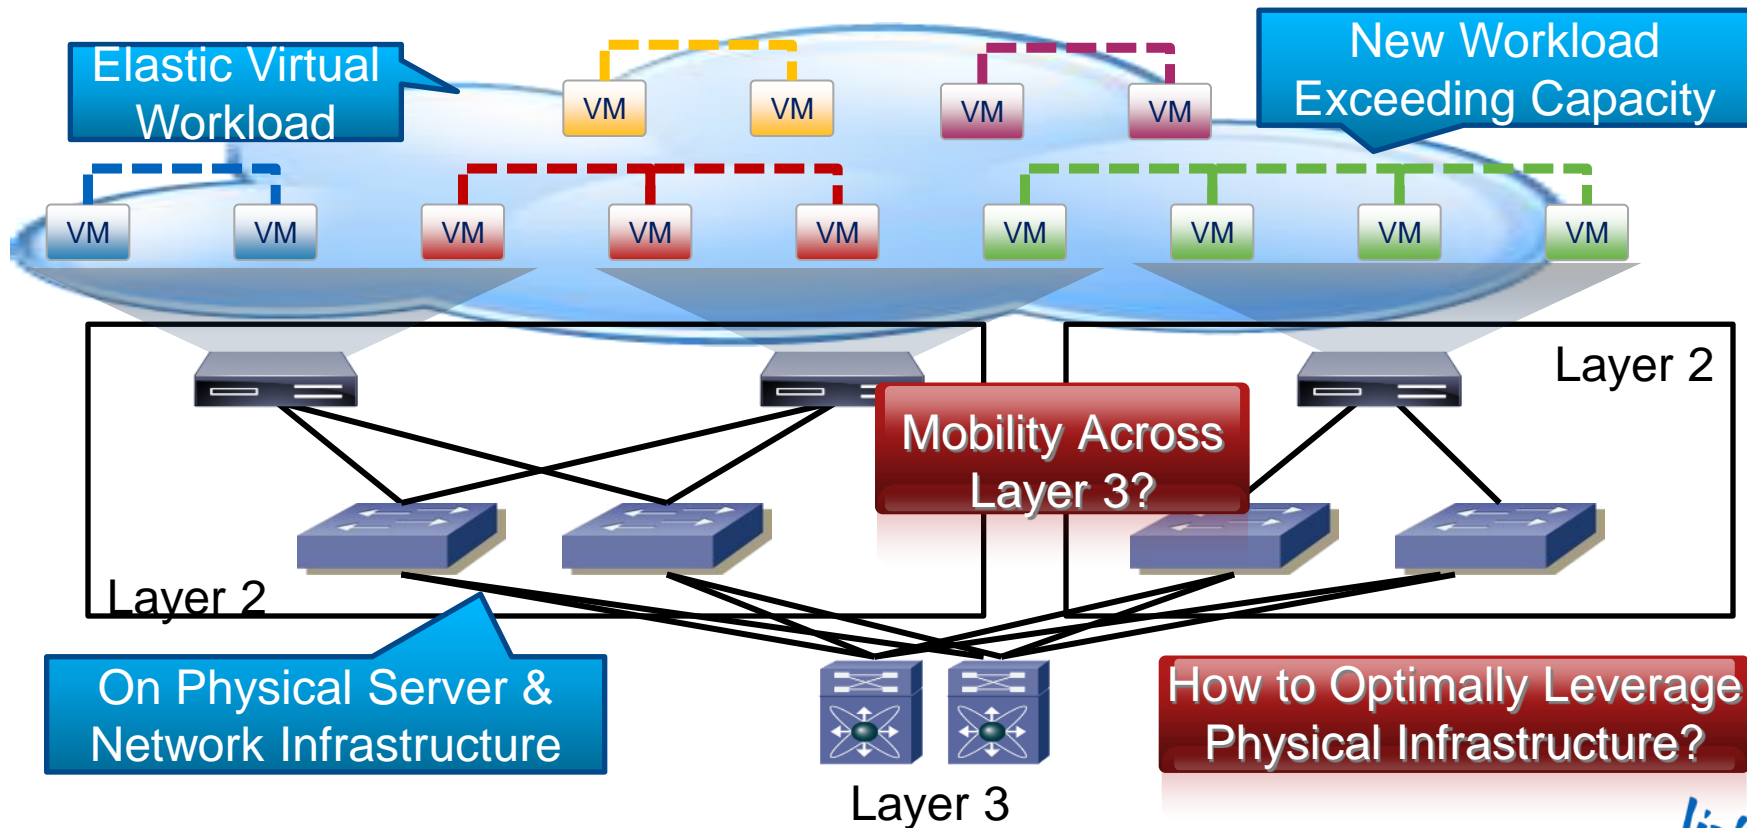 Elastic Virtual
Workload
New Workload
Exceeding Capacity
VM
VM
VM
VM
VM
VM
VM
VM
VM
VM
VM
VM
VM
Layer 2
Mobility Across
Layer 3?
Layer 2
On Physical Server &
Network Infrastructure
How to Optimally Leverage
Physical Infrastructure?
Layer 3